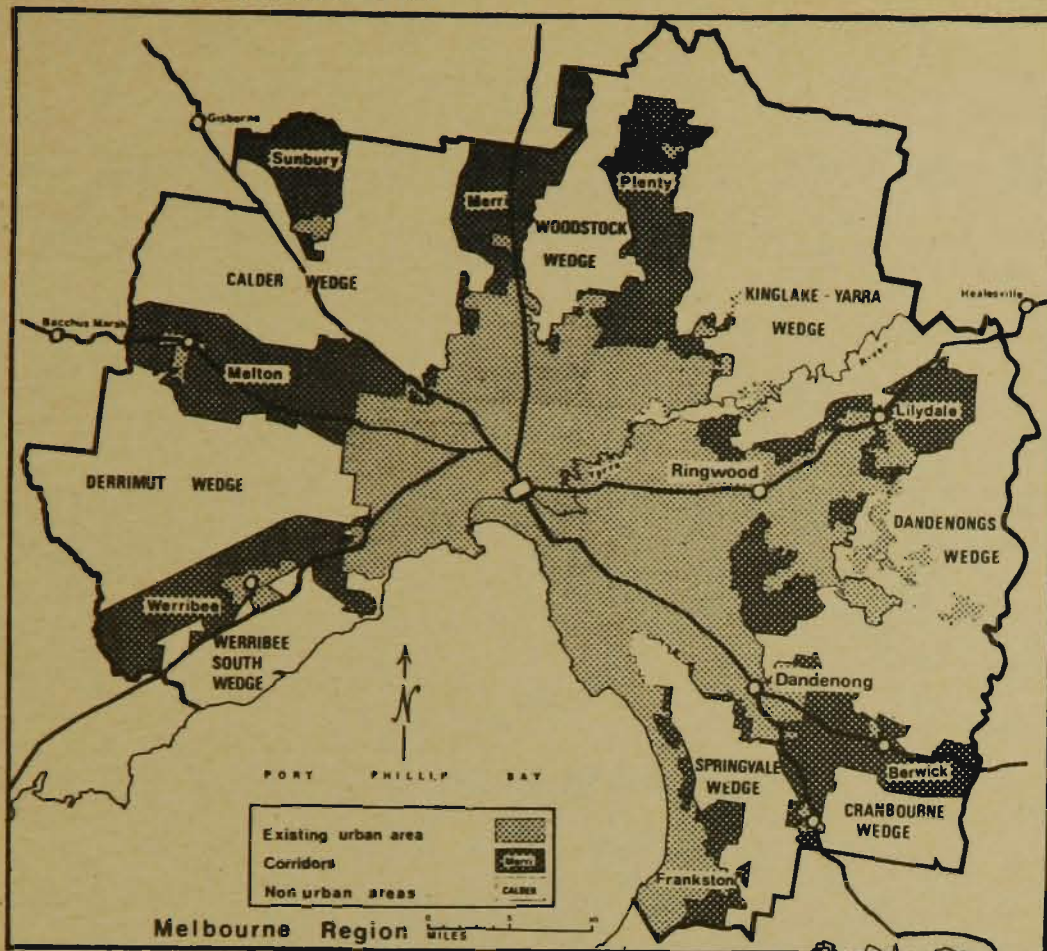 Gisborne
Sunbury
Merri
Plenty
WOODSTOCK
WEDGE
CALDER WEDGE
KINGLAKE - YARRA
WEDGE
Healesville
Bacchus Marsh
Melton
River
Lilydale
Ringwood
Yarra
DERRIMUT WEDGE
DANDENONGS
WEDGE
Werribee
WERRIBEE
SOUTH
WEDGE
N
Dandenong
PORT PHILLIP BAY
SPRINGVALE
WEDGE
Berwick
CRANBOURNE
WEDGE
Existing urban area
Corridors Merri
Non urban areas CALDER
Frankston
Melbourne Region MILES
0 5